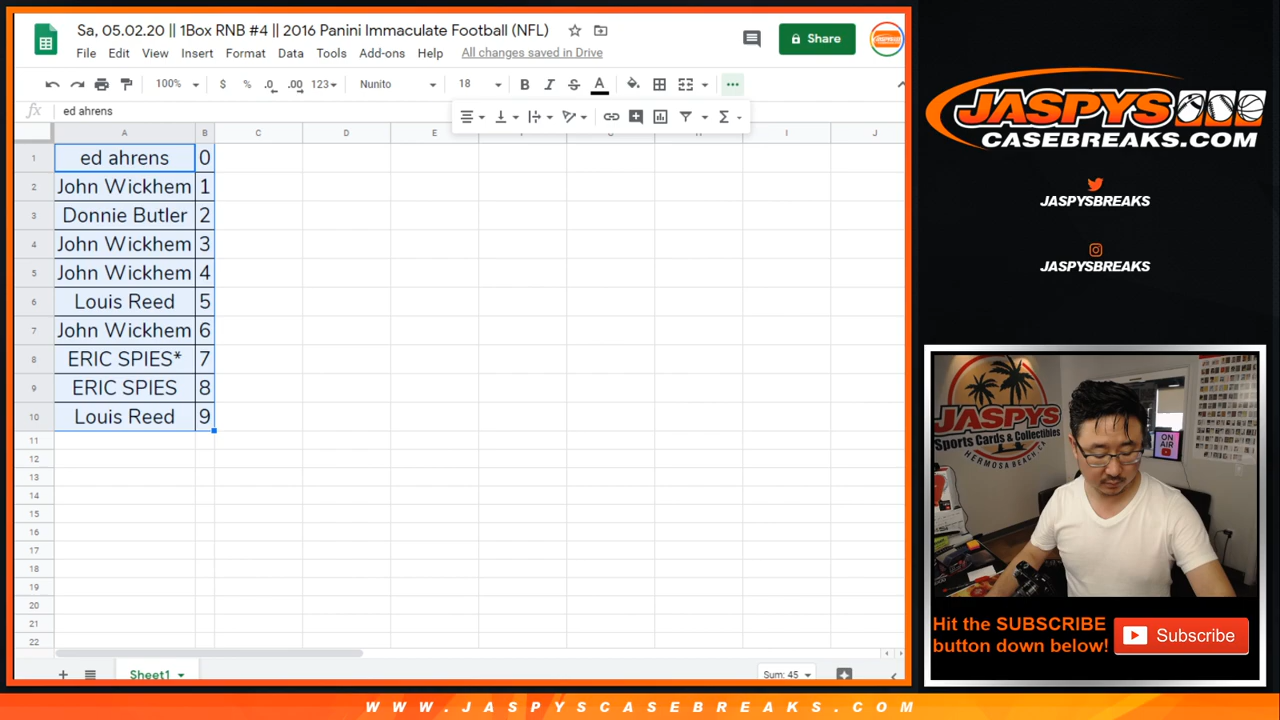 Sa, 05.02.20 || 1Box RNB #4 || 2016 Panini Immaculate Football (NFL)
File Edit View Insert Format Data Tools Add-ons Help All changes saved in Drive
Share
100% $ % .0 .00 123 Nunito 18 B I S A
fx ed ahrens
A B C D E H I J
1 ed ahrens 0
2 John Wickhem 1
3 Donnie Butler 2
4 John Wickhem 3
5 John Wickhem 4
6 Louis Reed 5
7 John Wickhem 6
8 ERIC SPIES* 7
9 ERIC SPIES 8
10 Louis Reed 9
11
12
13
14
15
16
17
18
19
20
21
22
Sheet1
Sum: 45
JASPYS
CASEBREAKS.COM
JASPYSBREAKS
JASPYSBREAKS
JASPYS
Sports Cards & Collectibles
HERMOSA BEACH, CA
ON
AIR
Hit the SUBSCRIBE
button down below!
Subscribe
WWW.JASPYSCASEBREAKS.COM